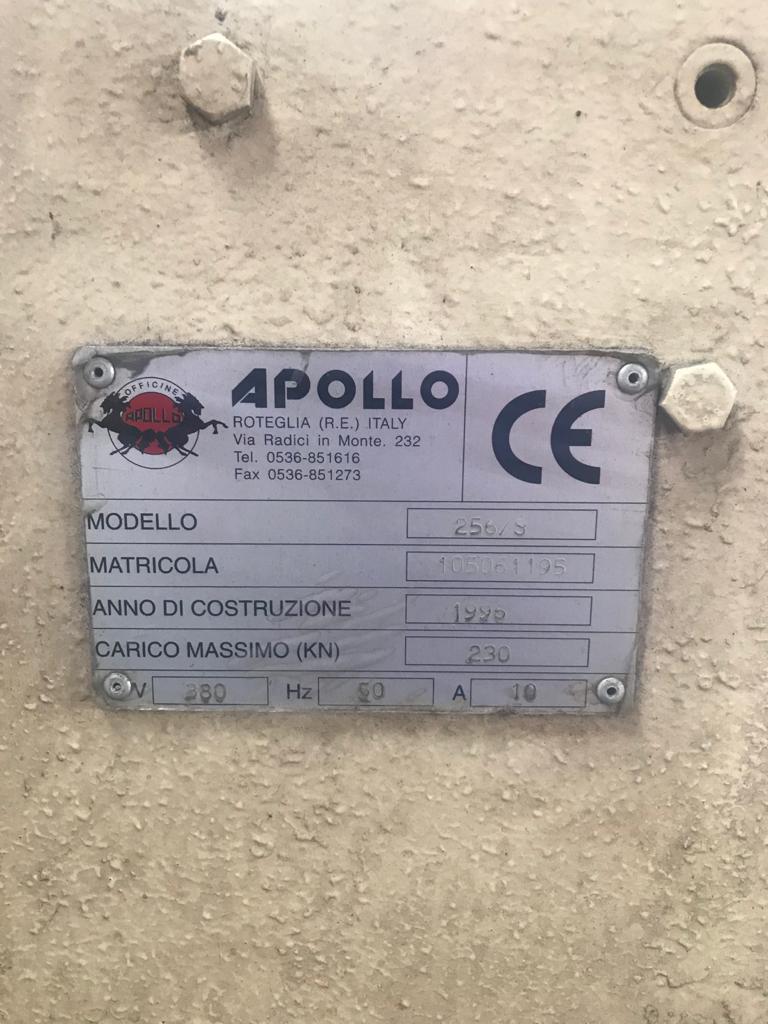 OFFICINE
APOLLO
APOLLO
ROTEGLIA (R.E.) ITALY
Via Radici in Monte. 232
Tel. 0536-851616
Fax 0536-851273
CE
MODELLO
MATRICOLA 105061195
ANNO DI COSTRUZIONE
CARICO MASSIMO (KN) 230
V 380 Hz A 10